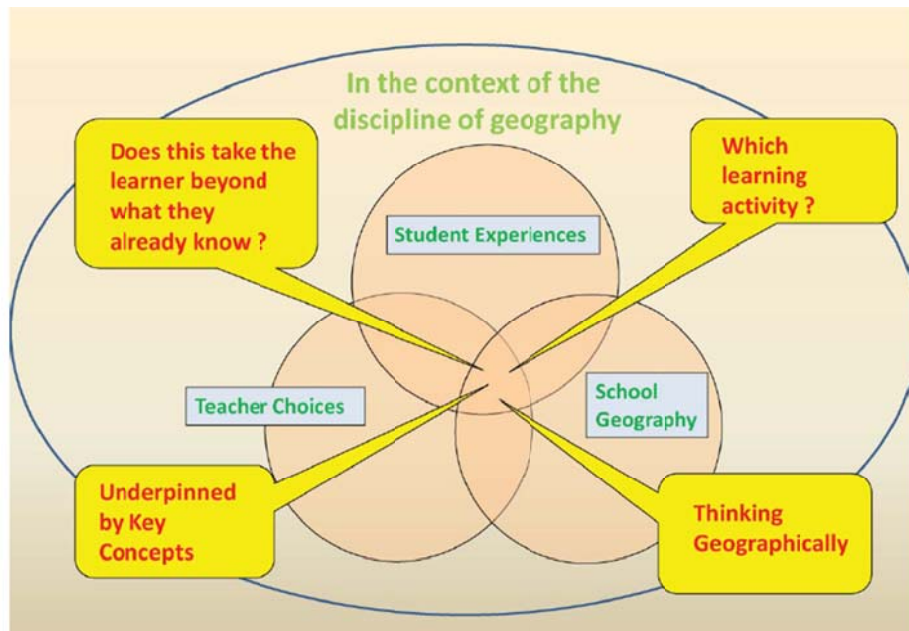 In the context of the
discipline of geography
Does this take the
learner beyond
what they
already know ?
Which
learning
activity ?
Student Experiences
Teacher Choices
School
Geography
Underpinned
by Key
Concepts
Thinking
Geographically